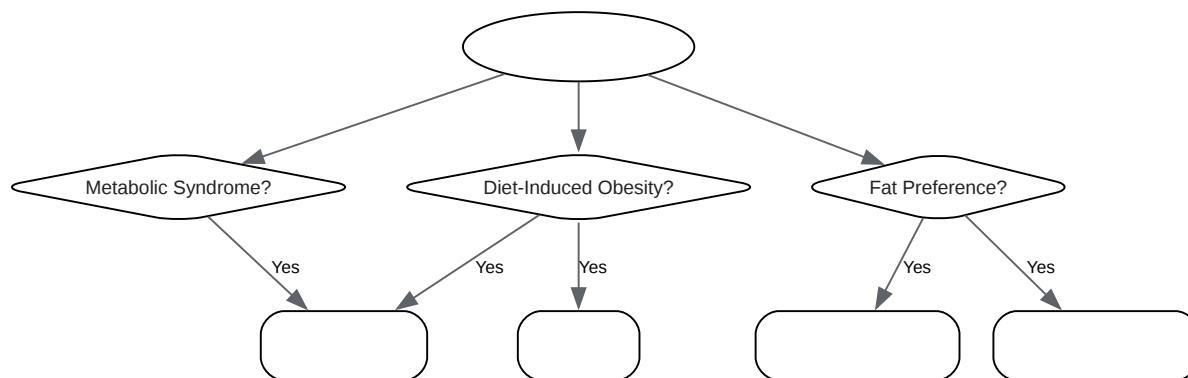 Metabolic Syndrome?
Diet-Induced Obesity?
Fat Preference?
Yes
Yes
Yes
Yes
Yes